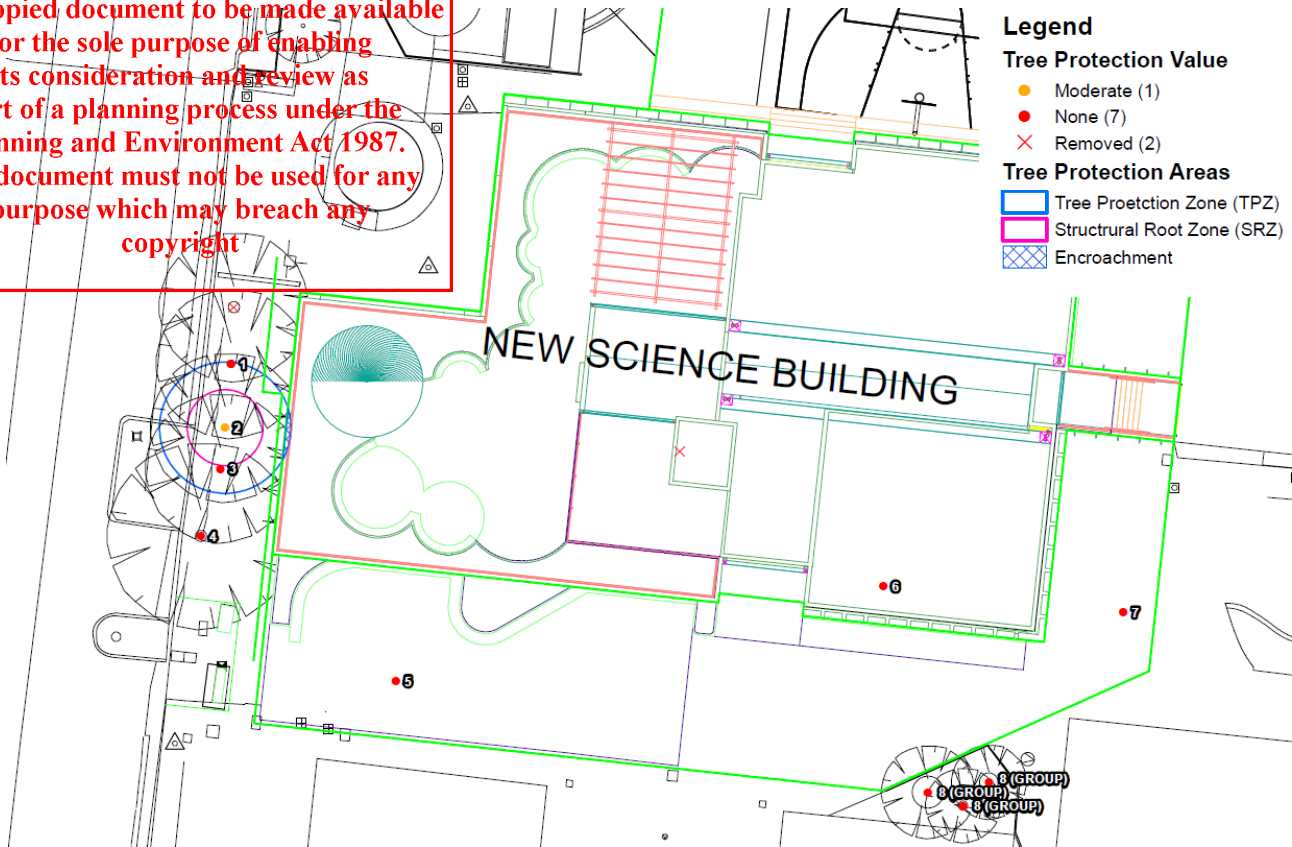 opied document to be made available
or the sole purpose of enabling
ts consideration and review as
rt of a planning process under the
nning and Environment Act 1987.
document must not be used for any
purpose which may breach any
copyright
Legend
Tree Protection Value
Moderate (1)
None (7)
Removed (2)
Tree Protection Areas
Tree Proetction Zone (TPZ)
Structrural Root Zone (SRZ)
Encroachment
NEW SCIENCE BUILDING
1
2
3
4
5
6
7
8 (GROUP)
8 (GROUP)
8 (GROUP)